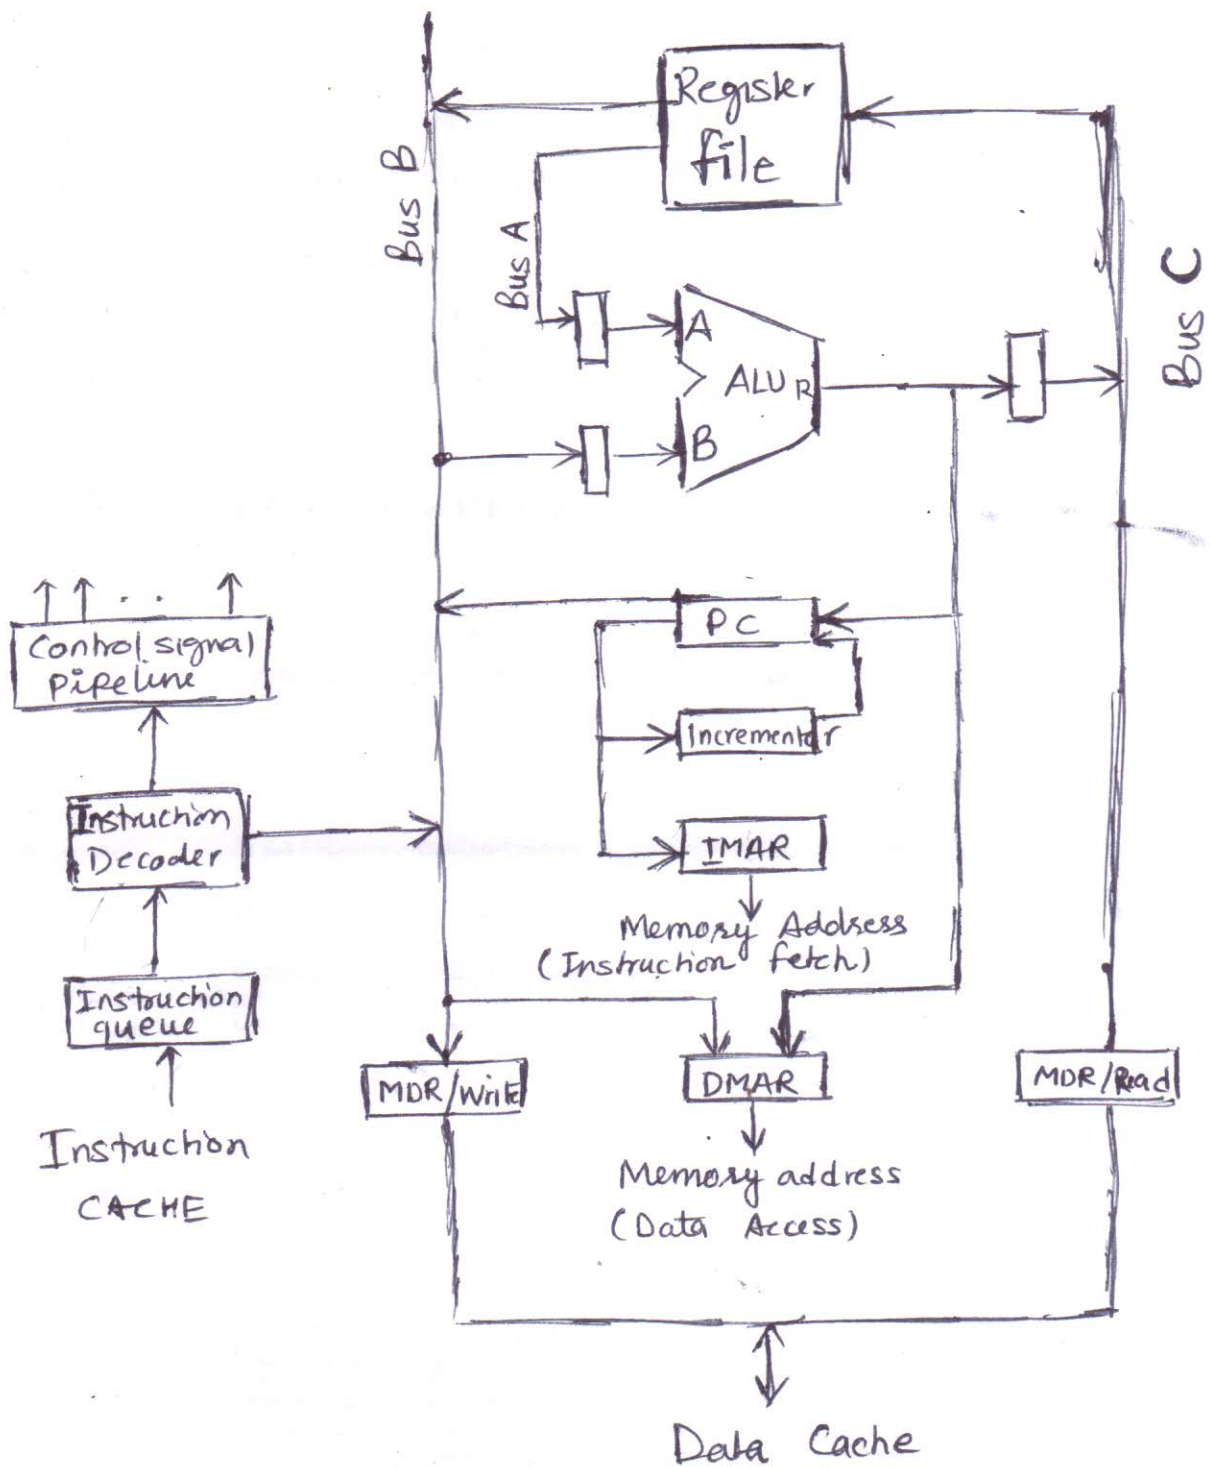 Register
file
Bus B
Bus A
Bus C
A
ALU R
B
PC
Control signal
Pipeline
Incrementer
Instruction
Decoder
IMAR
Memory Address
(Instruction fetch)
Instruction
queue
MDR/Write
DMAR
MDR/Read
Instruction
CACHE
Memory address
(Data Access)
Data Cache